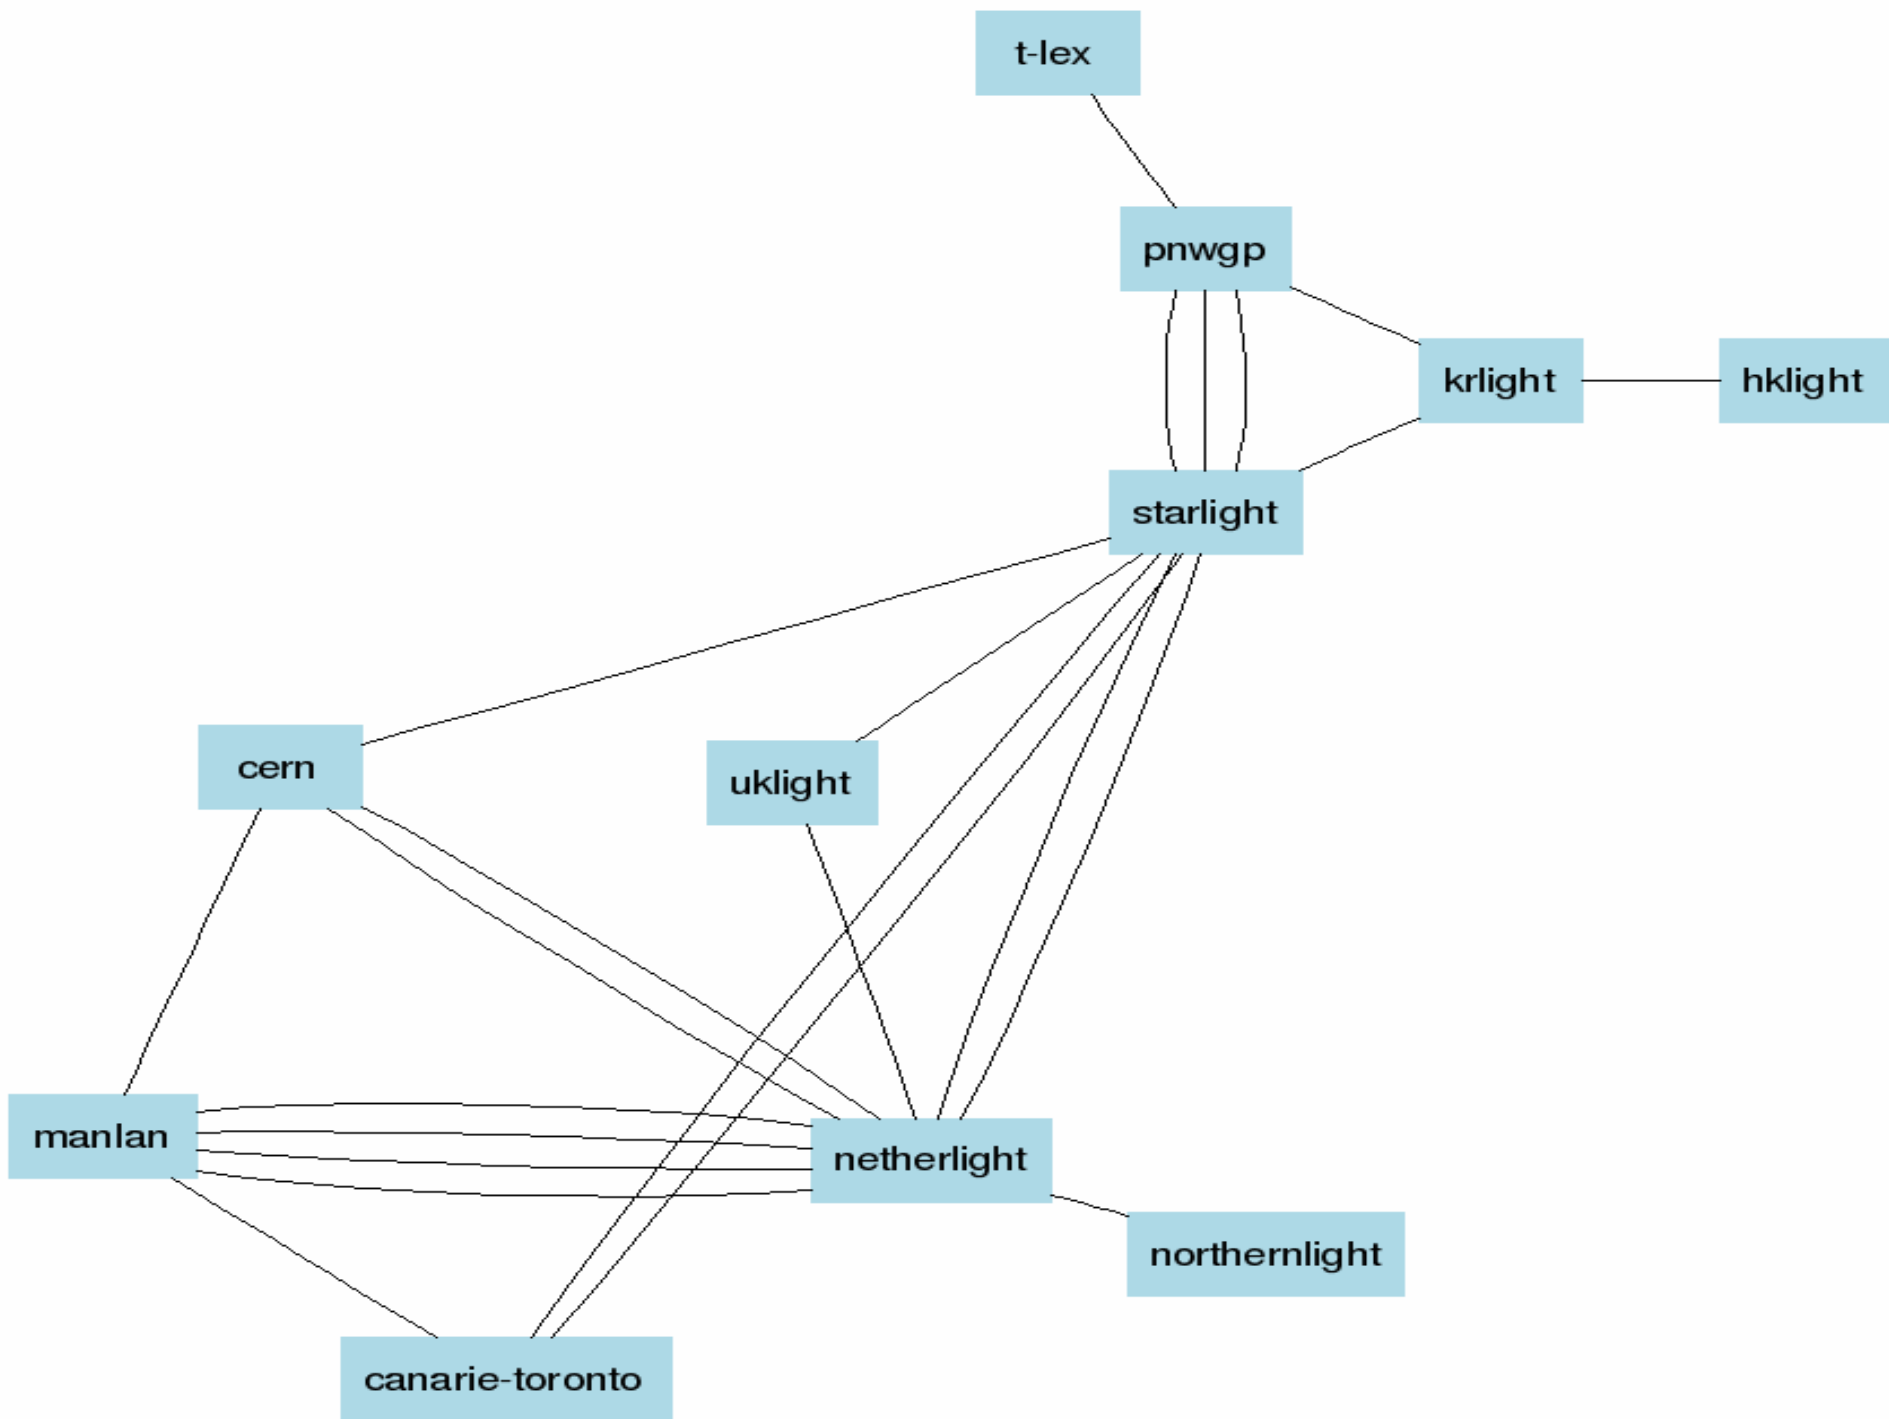 t-lex
pnwgp
krlight
hklight
starlight
cern
uklight
manlan
netherlight
northernlight
canarie-toronto